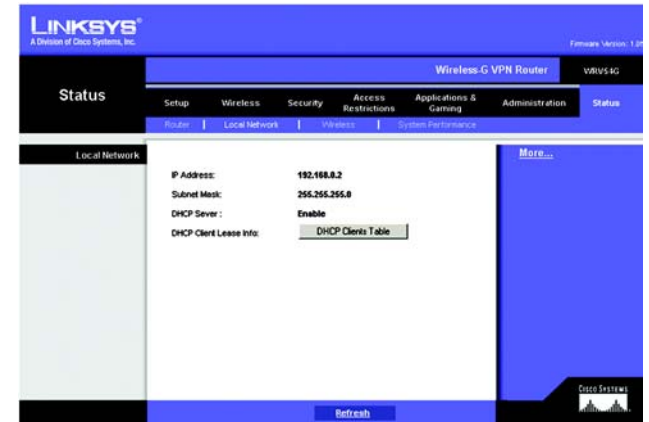 LINKSYS®
A Division of Cisco Systems, Inc.
Firmware Version: 1.0
Wireless-G VPN Router WRVS4G
Status
Setup Wireless Security Access Restrictions Applications & Gaming Administration Status
Router | Local Network | Wireless | System Performance
Local Network
More...
IP Address: 192.168.0.2
Subnet Mask: 255.255.255.0
DHCP Sever : Enable
DHCP Client Lease Info: DHCP Clients Table
Refresh
CISCO SYSTEMS